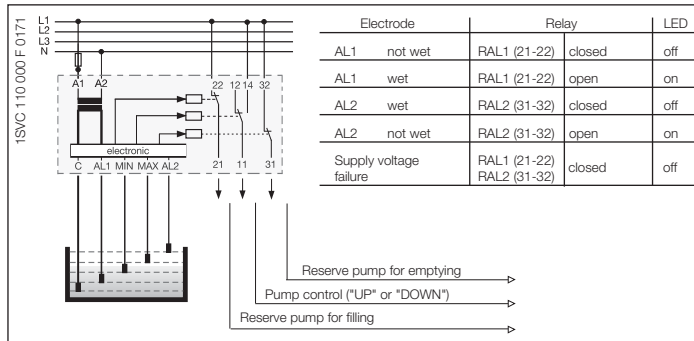 1SVC 110 000 F 0171
L1
L2
L3
N
A1 A2
22 12 14 32
electronic
21 11 31
C AL1 MIN MAX AL2
Electrode Relay LED
AL1 not wet RAL1 (21-22) closed off
AL1 wet RAL1 (21-22) open on
AL2 wet RAL2 (31-32) closed off
AL2 not wet RAL2 (31-32) open on
Supply voltage RAL1 (21-22)
failure RAL2 (31-32) closed off
Reserve pump for emptying
Pump control ("UP" or "DOWN")
Reserve pump for filling